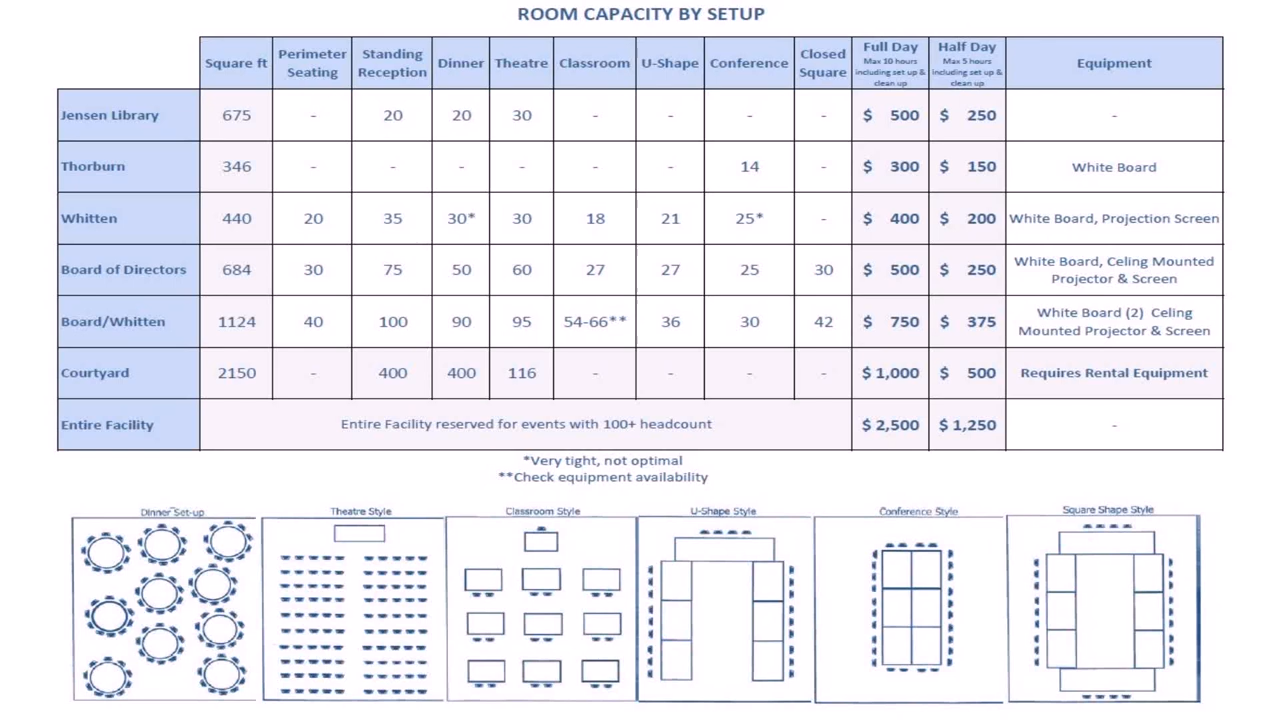 ROOM CAPACITY BY SETUP
Square ft Perimeter Seating Standing Reception Dinner Theatre Classroom U-Shape Conference Closed Square Full Day Max 10 hours including set up & clean up Half Day Max 5 hours including set up & clean up Equipment
Jensen Library 675 - 20 20 30 - - - - $ 500 $ 250 -
Thorburn 346 - - - - - - 14 - $ 300 $ 150 White Board
Whitten 440 20 35 30* 30 18 21 25* - $ 400 $ 200 White Board, Projection Screen
Board of Directors 684 30 75 50 60 27 27 25 30 $ 500 $ 250 White Board, Celing Mounted Projector & Screen
Board/Whitten 1124 40 100 90 95 54-66** 36 30 42 $ 750 $ 375 White Board (2) Celing Mounted Projector & Screen
Courtyard 2150 - 400 400 116 - - - - $ 1,000 $ 500 Requires Rental Equipment
Entire Facility Entire Facility reserved for events with 100+ headcount $ 2,500 $ 1,250 -
*Very tight, not optimal
**Check equipment availability
Dinner Set-up Theatre Style Classroom Style U-Shape Style Conference Style Square Shape Style